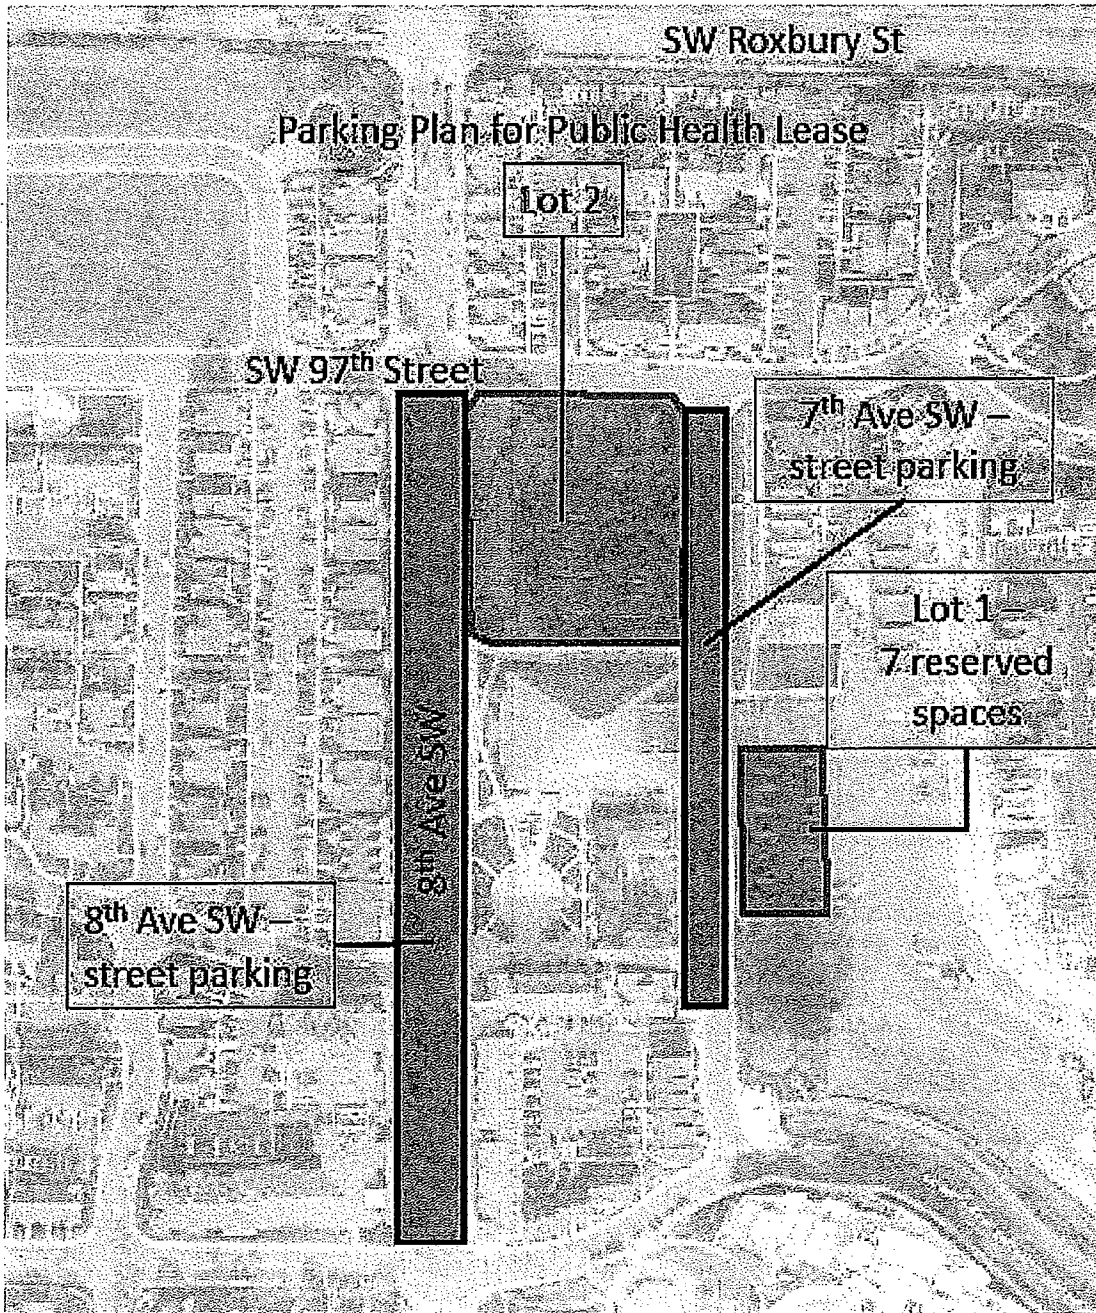 SW Roxbury St
Parking Plan for Public Health Lease
Lot 2
SW 97th Street
7th Ave SW –
street parking
Lot 1 –
7 reserved
spaces
8th Ave SW
8th Ave SW –
street parking